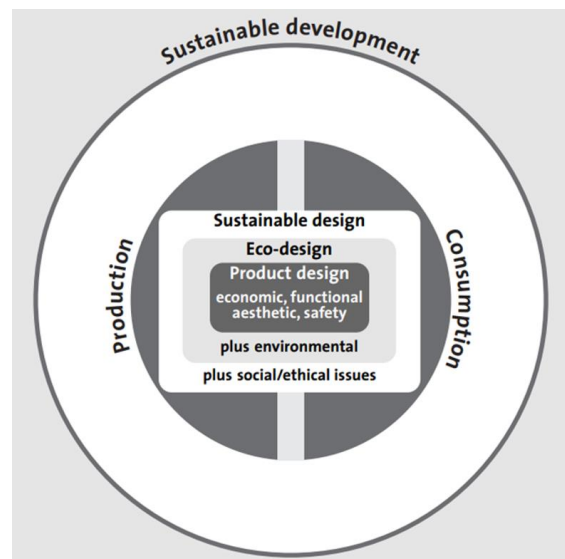 Sustainable development
Production
Consumption
Sustainable design
Eco-design
Product design
economic, functional
aesthetic, safety
plus environmental
plus social/ethical issues